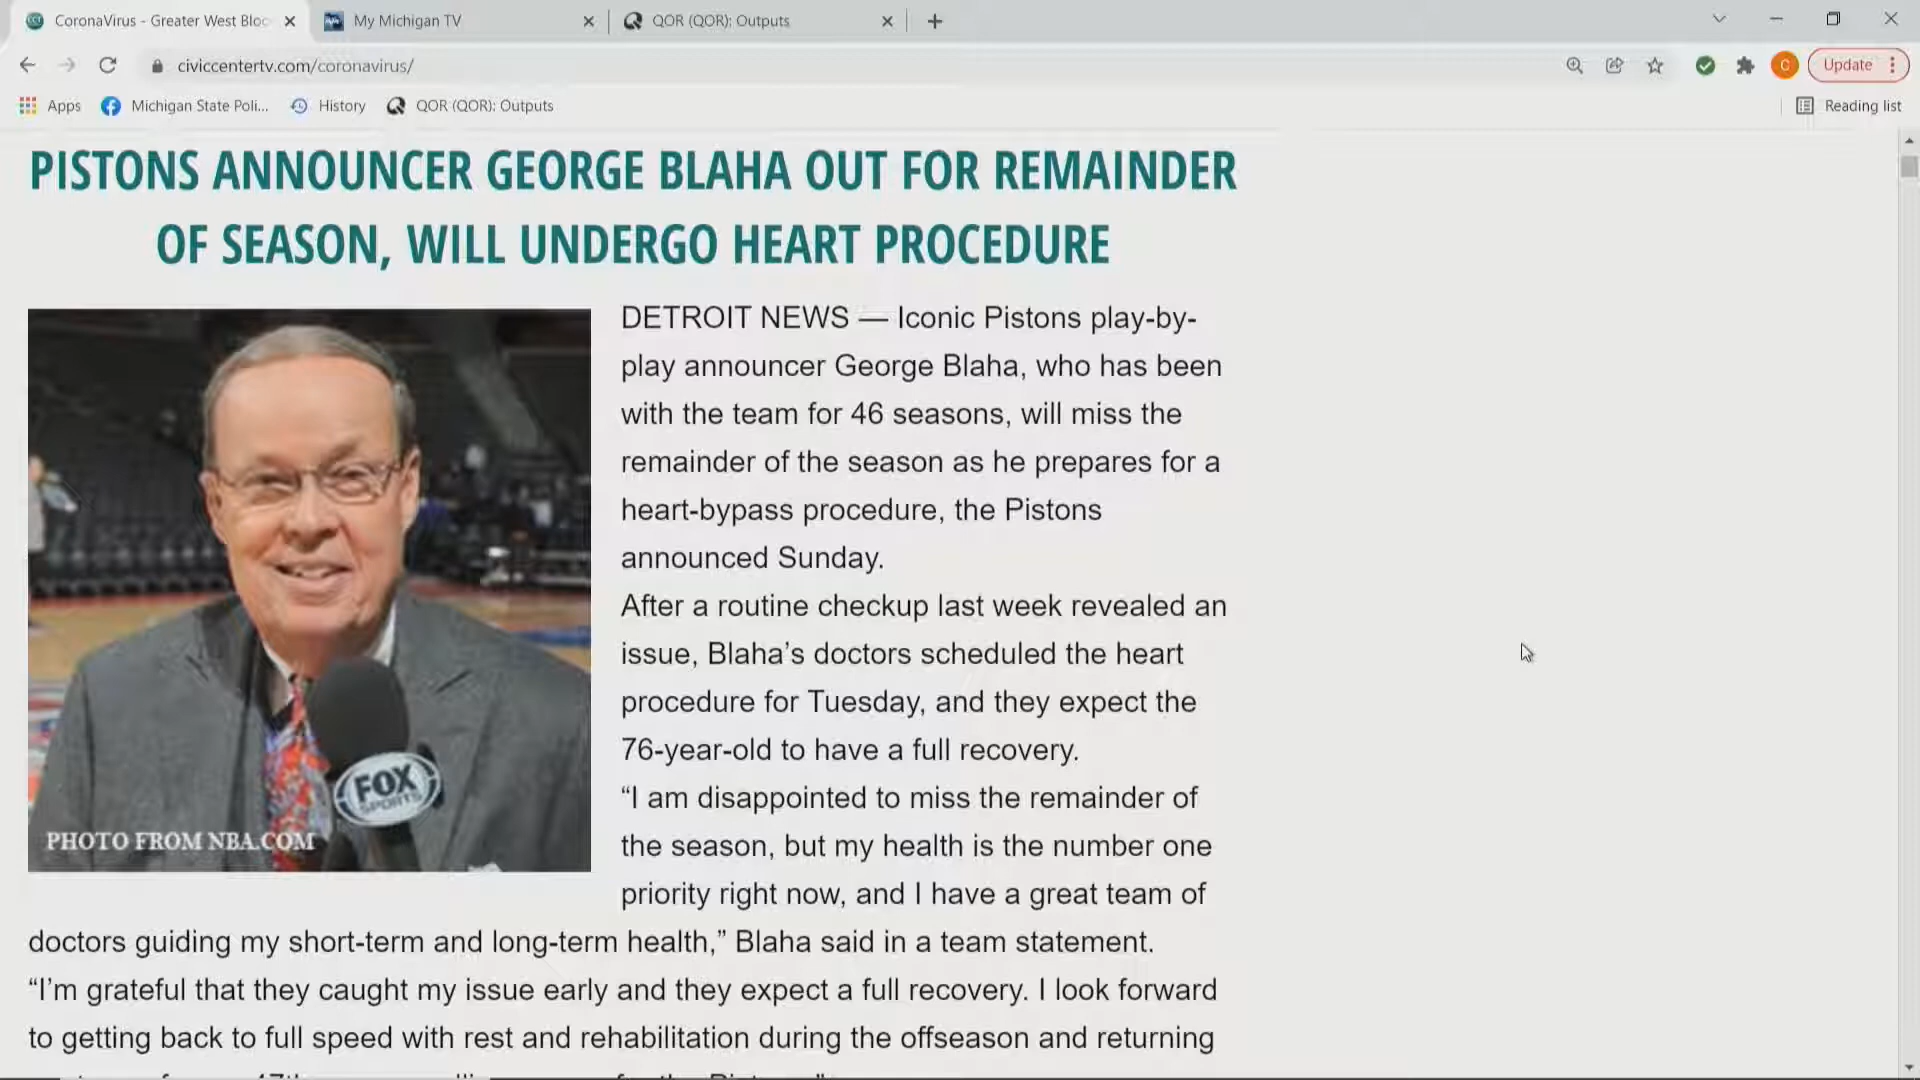 CoronaVirus - Greater West Bloo
My Michigan TV
QOR (QOR); Outputs
civiccentertv.com/coronavirus/
C
Update
Apps
Michigan State Poli...
History
QOR (QOR): Outputs
Reading list
PISTONS ANNOUNCER GEORGE BLAHA OUT FOR REMAINDER
OF SEASON, WILL UNDERGO HEART PROCEDURE
FOX
SPORTS
PHOTO FROM NBA.COM
DETROIT NEWS — Iconic Pistons play-by-
play announcer George Blaha, who has been
with the team for 46 seasons, will miss the
remainder of the season as he prepares for a
heart-bypass procedure, the Pistons
announced Sunday.
After a routine checkup last week revealed an
issue, Blaha’s doctors scheduled the heart
procedure for Tuesday, and they expect the
76-year-old to have a full recovery.
“I am disappointed to miss the remainder of
the season, but my health is the number one
priority right now, and I have a great team of
doctors guiding my short-term and long-term health,” Blaha said in a team statement.
“I’m grateful that they caught my issue early and they expect a full recovery. I look forward
to getting back to full speed with rest and rehabilitation during the offseason and returning